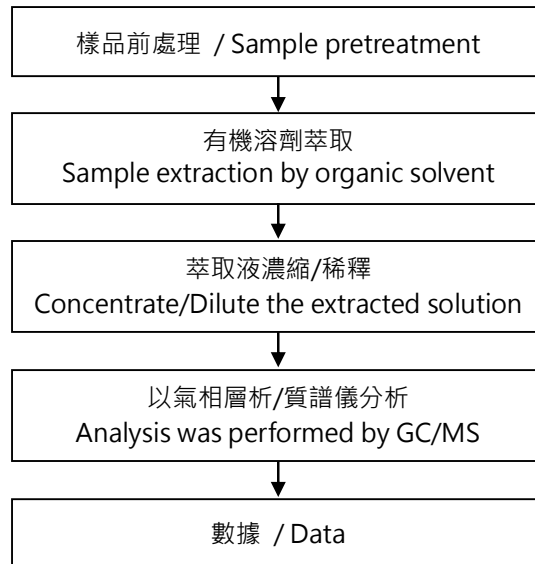 樣品前處理 / Sample pretreatment
有機溶劑萃取
Sample extraction by organic solvent
萃取液濃縮/稀釋
Concentrate/Dilute the extracted solution
以氣相層析/質譜儀分析
Analysis was performed by GC/MS
數據 / Data